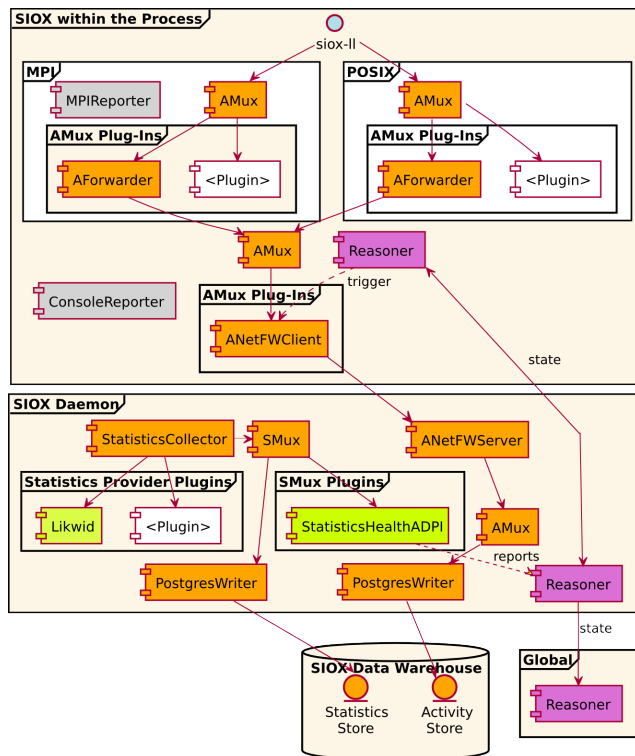 SIOX within the Process
siox-ll
MPI
POSIX
MPIReporter
AMux
AMux
AMux Plug-Ins
AMux Plug-Ins
AForwarder
<Plugin>
AForwarder
<Plugin>
AMux
Reasoner
trigger
ConsoleReporter
AMux Plug-Ins
ANetFWClient
state
SIOX Daemon
StatisticsCollector
SMux
ANetFWServer
Statistics Provider Plugins
SMux Plugins
Likwid
<Plugin>
StatisticsHealthADPI
AMux
reports
PostgresWriter
PostgresWriter
Reasoner
state
SIOX Data Warehouse
Global
Statistics
Store
Activity
Store
Reasoner